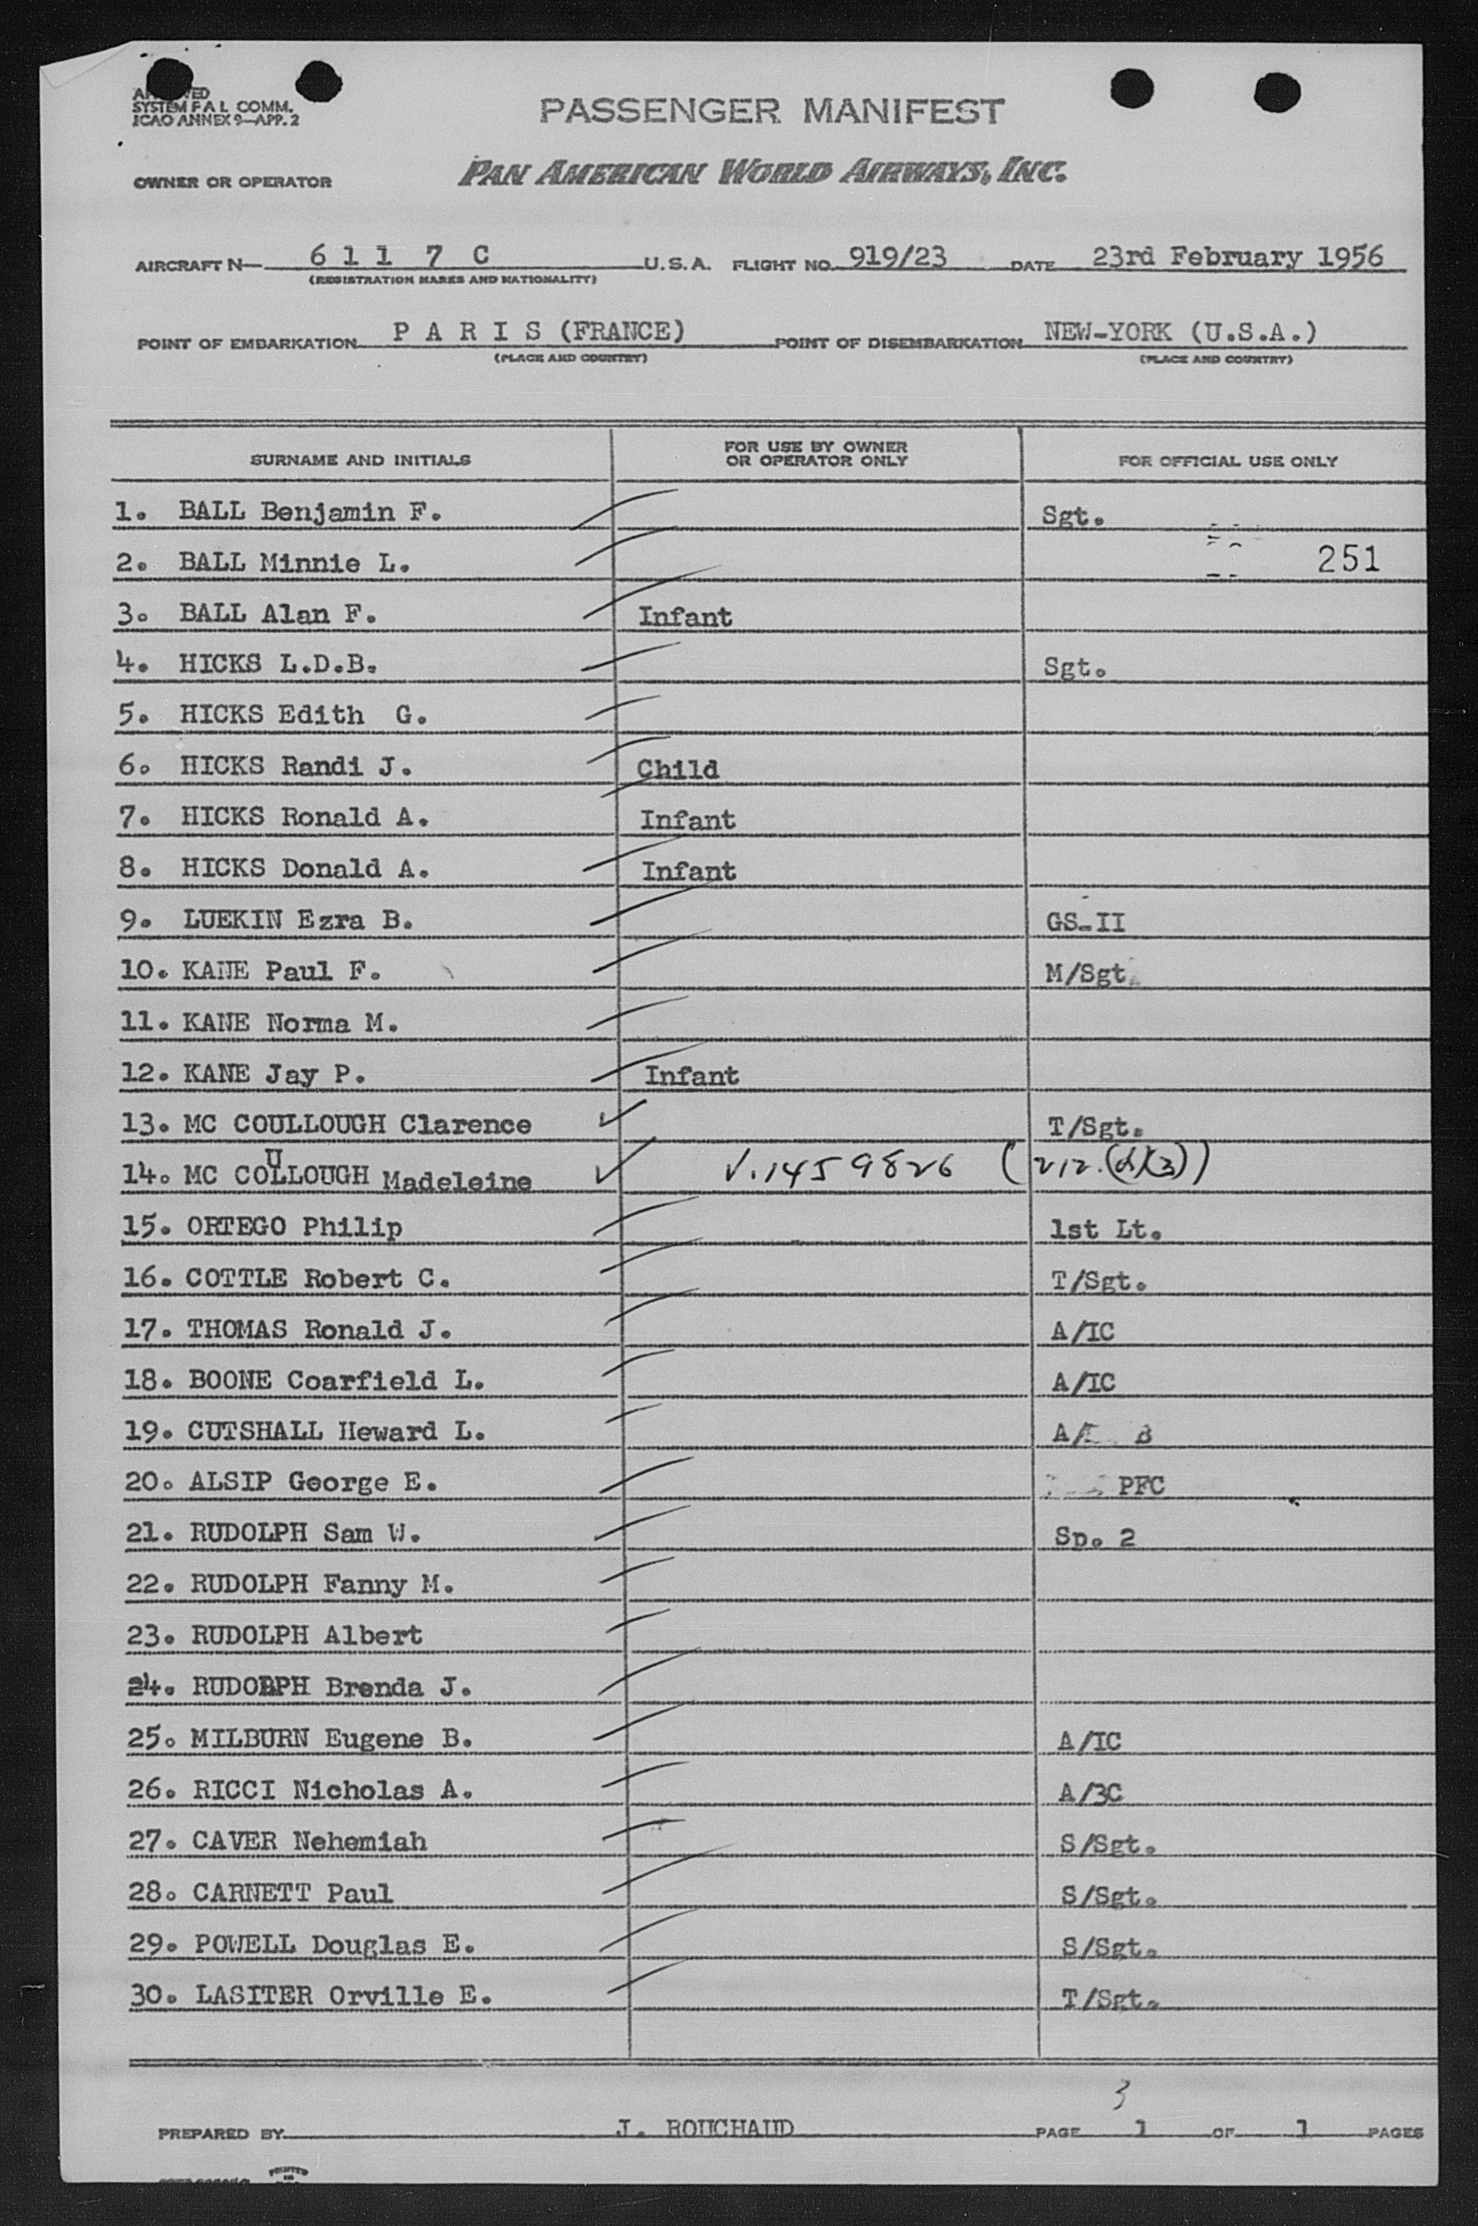 SYSTEM F A L COMM.
ICAO ANNEX 9—APP. 2
PASSENGER MANIFEST
OWNER OR OPERATOR PAN AMERICAN WORLD AIRWAYS, INC.
AIRCRAFT N— 6 1 1 7 C U.S.A. FLIGHT NO. 919/23 DATE 23rd February 1956
(REGISTRATION MARKS AND NATIONALITY)
POINT OF EMBARKATION P A R I S (FRANCE) POINT OF DISEMBARKATION NEW-YORK (U.S.A.)
(PLACE AND COUNTRY) (PLACE AND COUNTRY)
SURNAME AND INITIALS FOR USE BY OWNER OR OPERATOR ONLY FOR OFFICIAL USE ONLY
1. BALL Benjamin F. Sgt.
2. BALL Minnie L. 251
3. BALL Alan F. Infant
4. HICKS L.D.B. Sgt.
5. HICKS Edith G.
6. HICKS Randi J. Child
7. HICKS Ronald A. Infant
8. HICKS Donald A. Infant
9. LUEKIN Ezra B. GS-II
10. KANE Paul F. M/Sgt.
11. KANE Norma M.
12. KANE Jay P. Infant
13. MC COULLOUGH Clarence T/Sgt.
14. MC COULLOUGH Madeleine V.1459826 (212.(d)(3))
15. ORTEGO Philip 1st Lt.
16. COTTLE Robert C. T/Sgt.
17. THOMAS Ronald J. A/IC
18. BOONE Coarfield L. A/IC
19. CUTSHALL Heward L. A/ B
20. ALSIP George E. PFC
21. RUDOLPH Sam W. Sp. 2
22. RUDOLPH Fanny M.
23. RUDOLPH Albert
24. RUDOLPH Brenda J.
25. MILBURN Eugene B. A/IC
26. RICCI Nicholas A. A/3C
27. CAVER Nehemiah S/Sgt.
28. CARNETT Paul S/Sgt.
29. POWELL Douglas E. S/Sgt.
30. LASITER Orville E. T/Sgt.
3
PREPARED BY J. ROUCHAUD PAGE 1 OF 1 PAGES
PRINTED IN